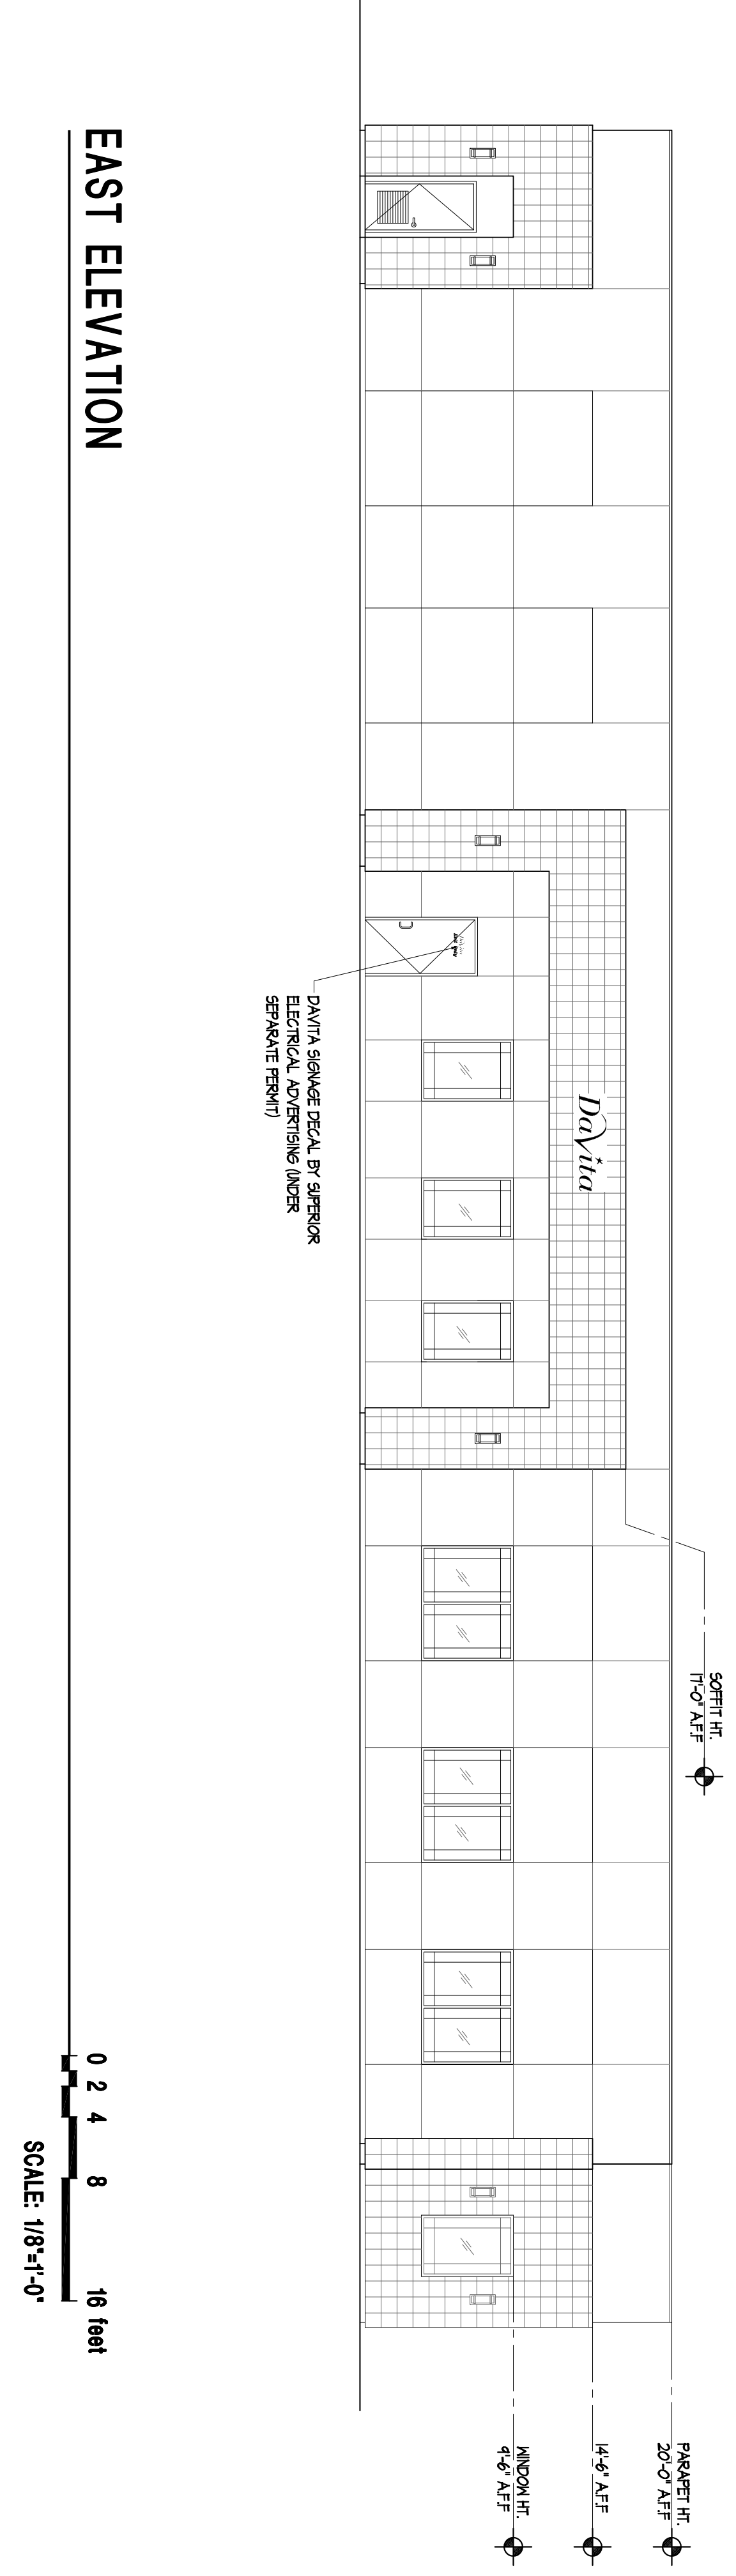 SOFFIT HT.
17'-0" A.F.F
PARAPET HT.
20'-0" A.F.F
14'-6" A.F.F
WINDOW HT.
9'-6" A.F.F
DaVita
DAVITA SIGNAGE DECAL BY SUPERIOR
ELECTRICAL ADVERTISING (UNDER
SEPARATE PERMIT)
EAST ELEVATION
0 2 4 8 16 feet
SCALE: 1/8"=1'-0"